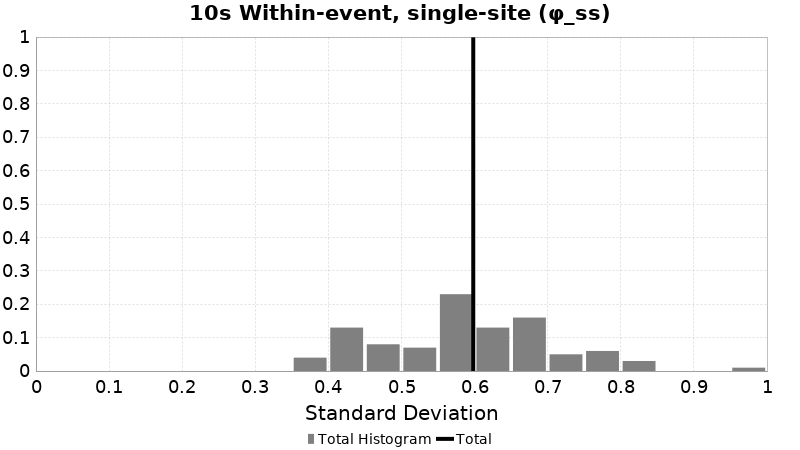 10s Within-event, single-site (φ_ss)
1
0.9
0.8
0.7
0.6
0.5
0.4
0.3
0.2
0.1
0
0 0.1 0.2 0.3 0.4 0.5 0.6 0.7 0.8 0.9 1
Standard Deviation
Total Histogram Total